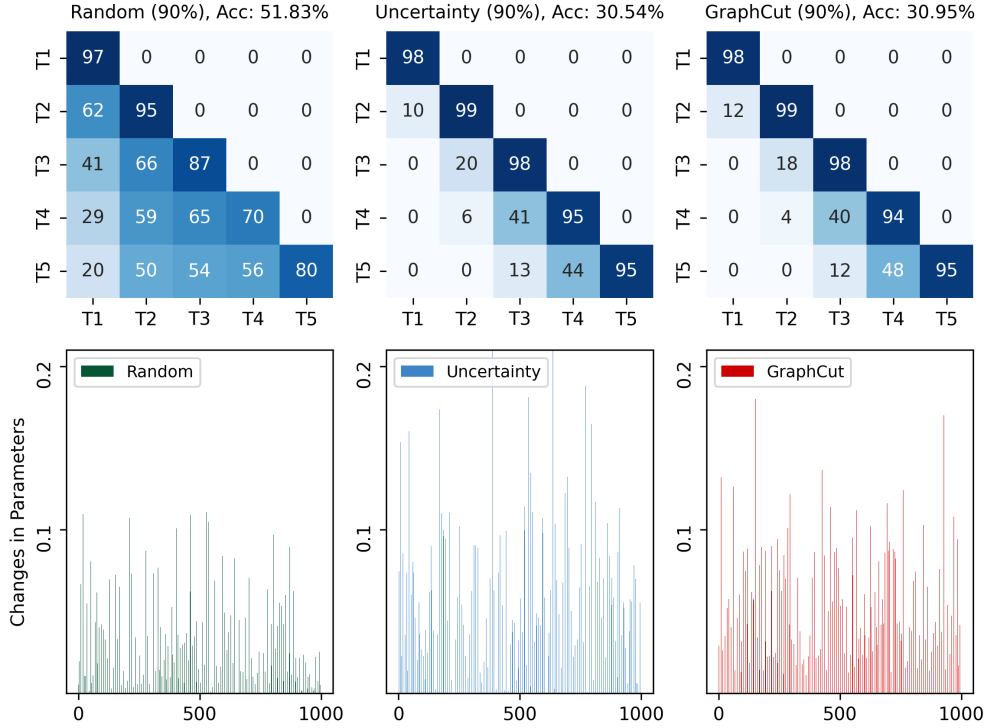 Random (90%), Acc: 51.83%
Uncertainty (90%), Acc: 30.54%
GraphCut (90%), Acc: 30.95%
T1 97 0 0 0 0
T2 62 95 0 0 0
T3 41 66 87 0 0
T4 29 59 65 70 0
T5 20 50 54 56 80
T1 T2 T3 T4 T5
T1 98 0 0 0 0
T2 10 99 0 0 0
T3 0 20 98 0 0
T4 0 6 41 95 0
T5 0 0 13 44 95
T1 T2 T3 T4 T5
T1 98 0 0 0 0
T2 12 99 0 0 0
T3 0 18 98 0 0
T4 0 4 40 94 0
T5 0 0 12 48 95
T1 T2 T3 T4 T5
Changes in Parameters
0.2
0.1
Random
0 500 1000
0.2
0.1
Uncertainty
0 500 1000
0.2
0.1
GraphCut
0 500 1000